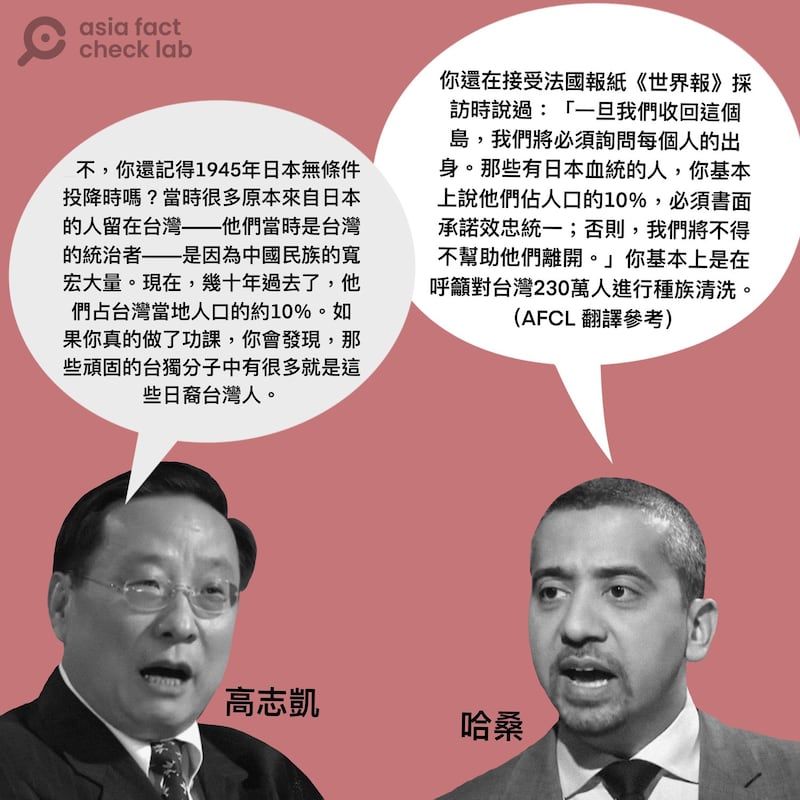 asia fact
check lab
你還在接受法國報紙《世界報》採
訪時說過：「一旦我們收回這個
島，我們將必須詢問每個人的出
身。那些有日本血統的人，你基本
上說他們佔人口的10%，必須書面
承諾效忠統一；否則，我們將不得
不幫助他們離開。」你基本上是在
呼籲對台灣230萬人進行種族清洗。
（AFCL 翻譯參考）
不，你還記得1945年日本無條件
投降時嗎？當時很多原本來自日本
的人留在台灣——他們當時是台灣
的統治者——是因為中國民族的寬
宏大量。現在，幾十年過去了，他
們占台灣當地人口的約10%。如
果你真的做了功課，你會發現，那
些頑固的台獨分子中有很多就是這
些日裔台灣人。
高志凱
哈桑